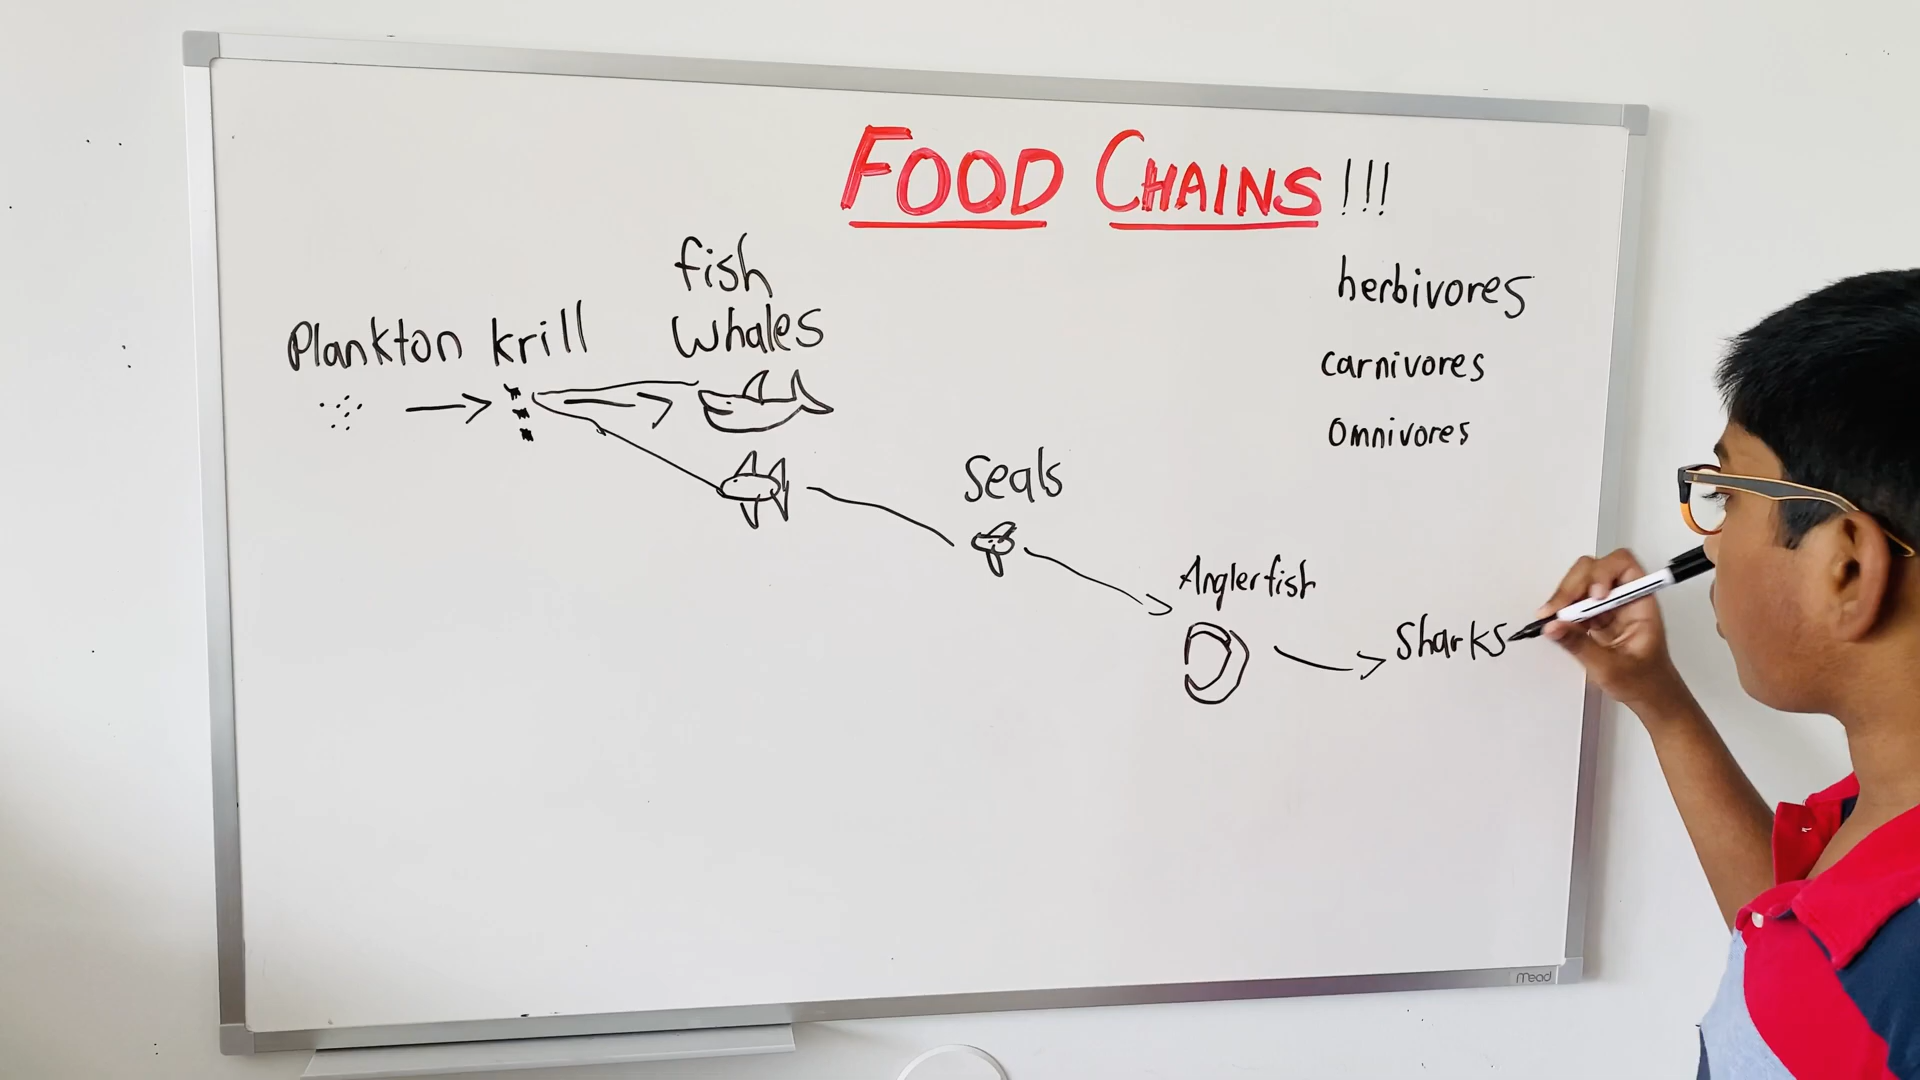 FOOD CHAINS!!!
fish
whales
Plankton krill
herbivores
carnivores
omnivores
Seals
Anglerfish
Sharks
mead